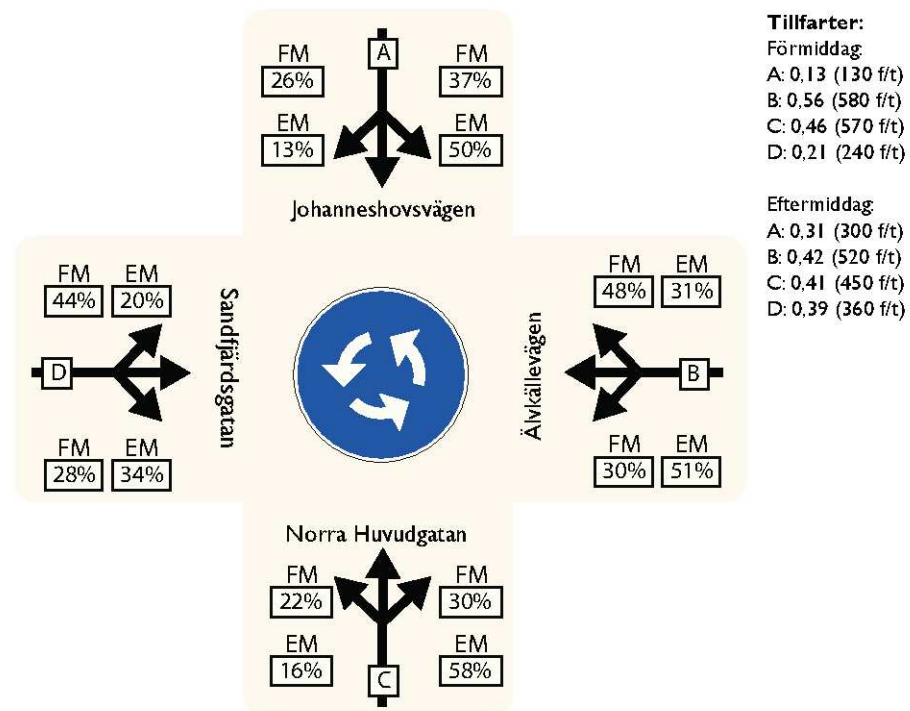 Tillfarter:
Förmiddag
A: 0,13 (130 f/t)
B: 0,56 (580 f/t)
C: 0,46 (570 f/t)
D: 0,21 (240 f/t)
Eftermiddag
A: 0,31 (300 f/t)
B: 0,42 (520 f/t)
C: 0,41 (450 f/t)
D: 0,39 (360 f/t)
FM
26%
EM
13%
A
FM
37%
EM
50%
Johanneshovsvägen
FM EM
44% 20%
D
FM EM
28% 34%
Sandfjärdsgatan
Älvkällevägen
FM EM
48% 31%
B
FM EM
30% 51%
Norra Huvudgatan
FM
22%
EM
16%
C
FM
30%
EM
58%